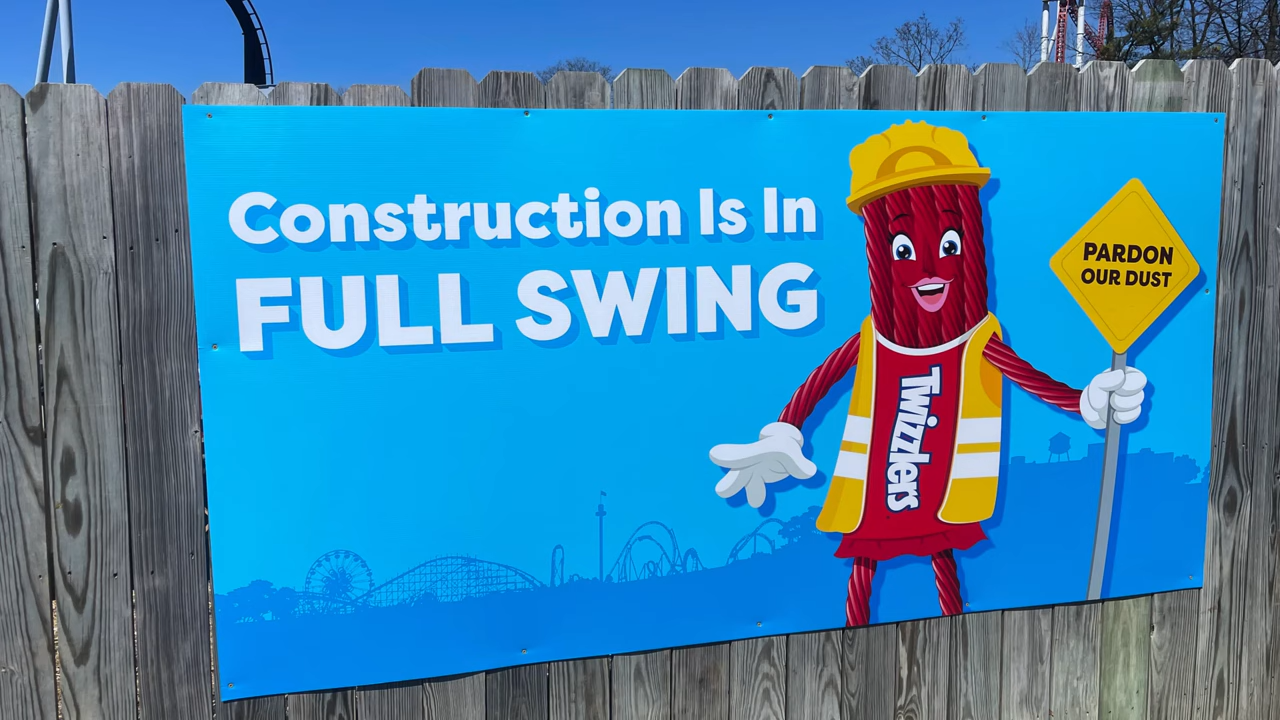 Construction Is In
FULL SWING
PARDON
OUR DUST
Twizzlers